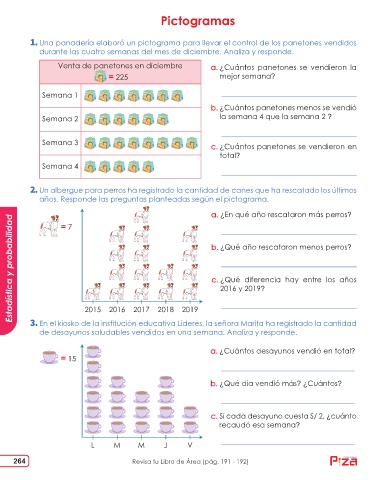 Pictogramas
1. Una panadería elaboró un pictograma para llevar el control de los panetones vendidos
durante las cuatro semanas del mes de diciembre. Analiza y responde.
Venta de panetones en diciembre
= 225
Semana 1
Semana 2
Semana 3
Semana 4
a. ¿Cuántos panetones se vendieron la
mejor semana?
b. ¿Cuántos panetones menos se vendió
la semana 4 que la semana 2 ?
c. ¿Cuántos panetones se vendieron en
total?
2. Un albergue para perros ha registrado la cantidad de canes que ha rescatado los últimos
años. Responde las preguntas planteadas según el pictograma.
= 7
2015 2016 2017 2018 2019
a. ¿En qué año rescataron más perros?
b. ¿Qué año rescataron menos perros?
c. ¿Qué diferencia hay entre los años
2016 y 2019?
Estadística y probabilidad
3. En el kiosko de la institución educativa Líderes, la señora Marita ha registrado la cantidad
de desayunos saludables vendidos en una semana. Analiza y responde.
= 15
L M M J V
a. ¿Cuántos desayunos vendió en total?
b. ¿Qué día vendió más? ¿Cuántos?
c. Si cada desayuno cuesta S/ 2, ¿cuánto
recaudó esa semana?
264
Revisa tu Libro de Área (pág. 191 - 192)